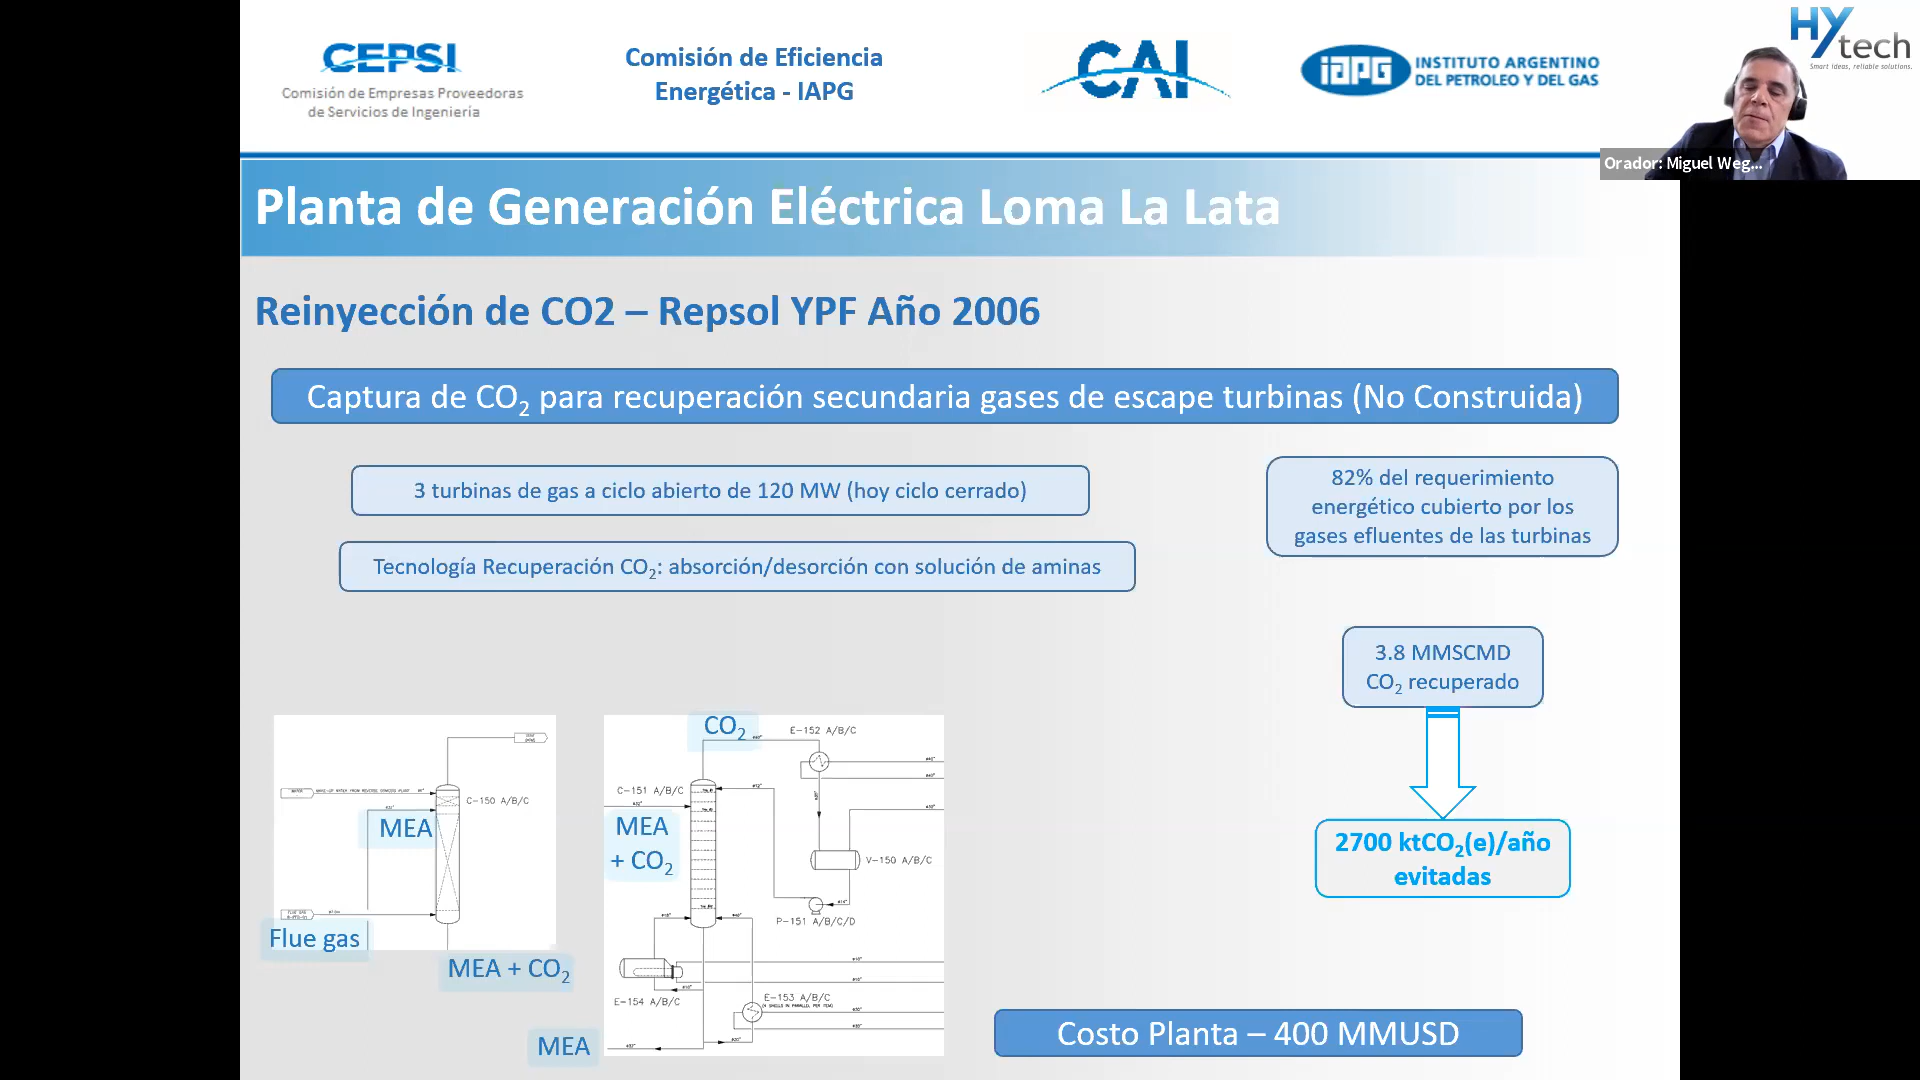 CEPSI
Comisión de Empresas Proveedoras
de Servicios de Ingeniería
Comisión de Eficiencia
Energética - IAPG
CAI
iapg
INSTITUTO ARGENTINO
DEL PETROLEO Y DEL GAS
HYtech
Smart ideas, reliable solutions.
Orador: Miguel Weg...
Planta de Generación Eléctrica Loma La Lata
Reinyección de CO2 – Repsol YPF Año 2006
Captura de CO₂ para recuperación secundaria gases de escape turbinas (No Construida)
3 turbinas de gas a ciclo abierto de 120 MW (hoy ciclo cerrado)
82% del requerimiento
energético cubierto por los
gases efluentes de las turbinas
Tecnología Recuperación CO₂: absorción/desorción con solución de aminas
3.8 MMSCMD
CO₂ recuperado
2700 ktCO₂(e)/año
evitadas
C-150 A/B/C
MEA
Flue gas
MEA + CO₂
CO₂
E-152 A/B/C
C-151 A/B/C
MEA
+ CO₂
V-150 A/B/C
P-151 A/B/C/D
E-154 A/B/C
E-153 A/B/C
MEA
Costo Planta – 400 MMUSD